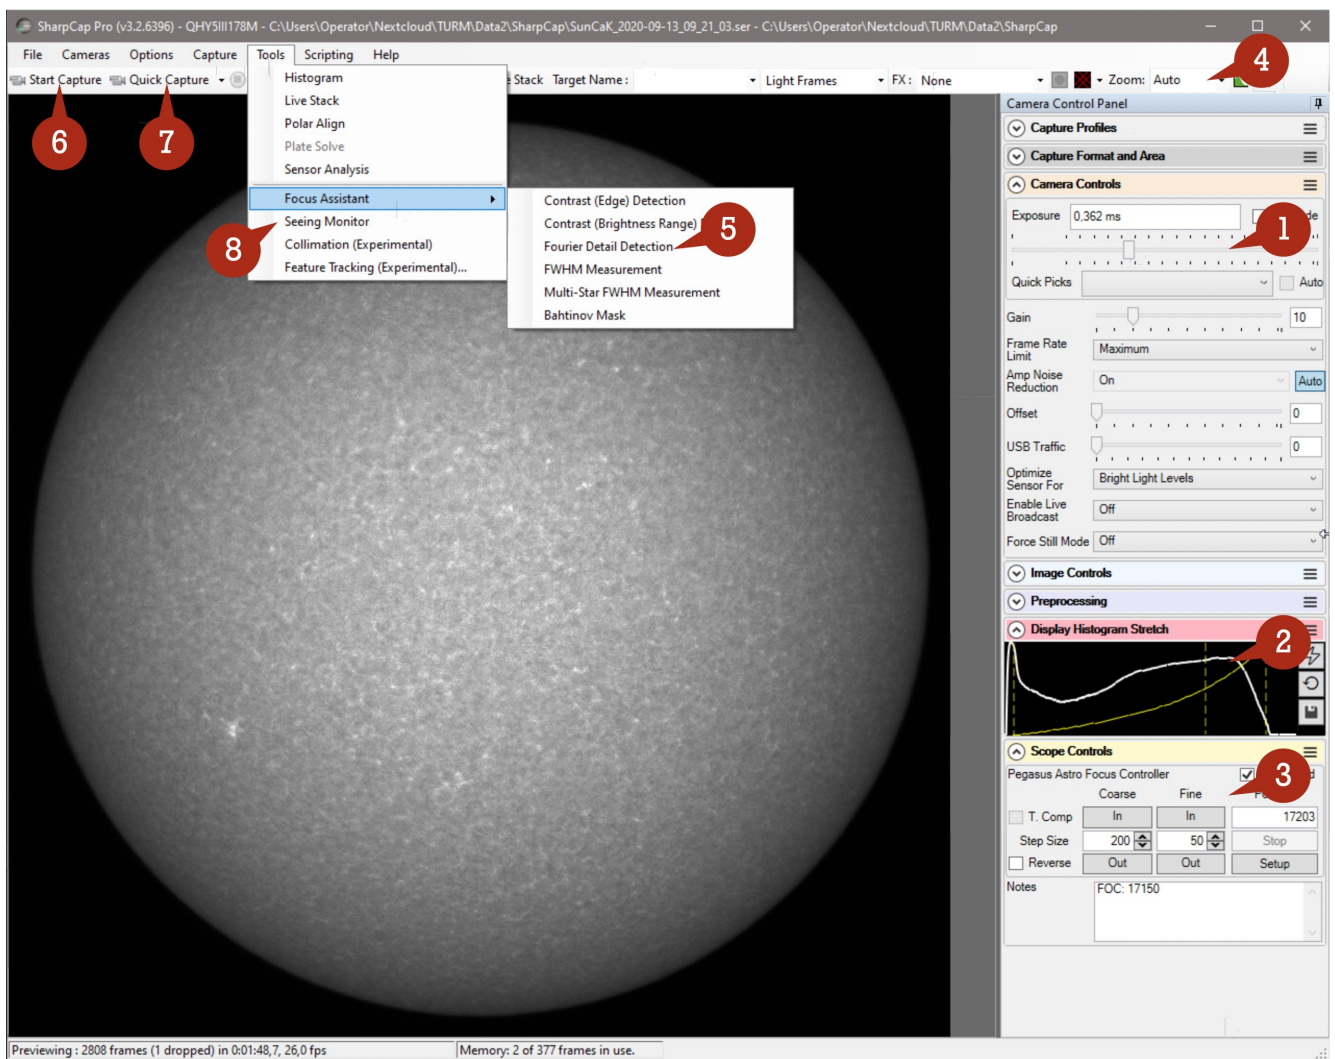 SharpCap Pro (v3.2.6396) - QHY5III178M - C:\Users\Operator\Nextcloud\TURM\Data2\SharpCap\SunCaK_2020-09-13_09_21_03.ser - C:\Users\Operator\Nextcloud\TURM\Data2\SharpCap
File Cameras Options Capture Tools Scripting Help
Start Capture Quick Capture Stack Target Name : Light Frames FX : None Zoom: Auto
4
6
7
Histogram
Live Stack
Polar Align
Plate Solve
Sensor Analysis
Focus Assistant
Seeing Monitor
Collimation (Experimental)
Feature Tracking (Experimental)...
8
Contrast (Edge) Detection
Contrast (Brightness Range)
Fourier Detail Detection
FWHM Measurement
Multi-Star FWHM Measurement
Bahtinov Mask
5
Camera Control Panel
Capture Profiles
Capture Format and Area
Camera Controls
Exposure 0,362 ms
1
Quick Picks Auto
Gain 10
Frame Rate Limit Maximum
Amp Noise Reduction On Auto
Offset 0
USB Traffic 0
Optimize Sensor For Bright Light Levels
Enable Live Broadcast Off
Force Still Mode Off
Image Controls
Preprocessing
Display Histogram Stretch
2
Scope Controls
Pegasus Astro Focus Controller
3
Coarse Fine
T. Comp In In 17203
Step Size 200 50 Stop
Reverse Out Out Setup
Notes FOC: 17150
Previewing : 2808 frames (1 dropped) in 0:01:48,7, 26,0 fps
Memory: 2 of 377 frames in use.